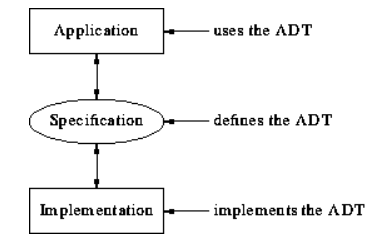 Application
uses the ADT
Specification
defines the ADT
Implementation
implements the ADT